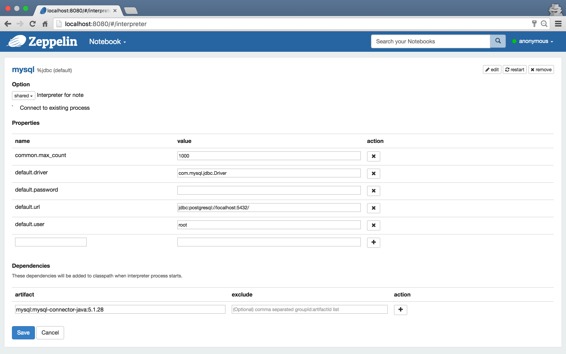 localhost:8080/#/interpreter
localhost:8080/#/interpreter
Zeppelin
Notebook
Search your Notebooks
anonymous
mysql %jdbc (default)
edit
restart
remove
Option
shared
Interpreter for note
Connect to existing process
Properties
name value action
common.max_count 1000
default.driver com.mysql.jdbc.Driver
default.password
default.url jdbc:postgresql://localhost:5432/
default.user root
Dependencies
These dependencies will be added to classpath when interpreter process starts.
artifact exclude action
mysql:mysql-connector-java:5.1.28 (Optional) comma separated groupId:artifactId list
Save Cancel